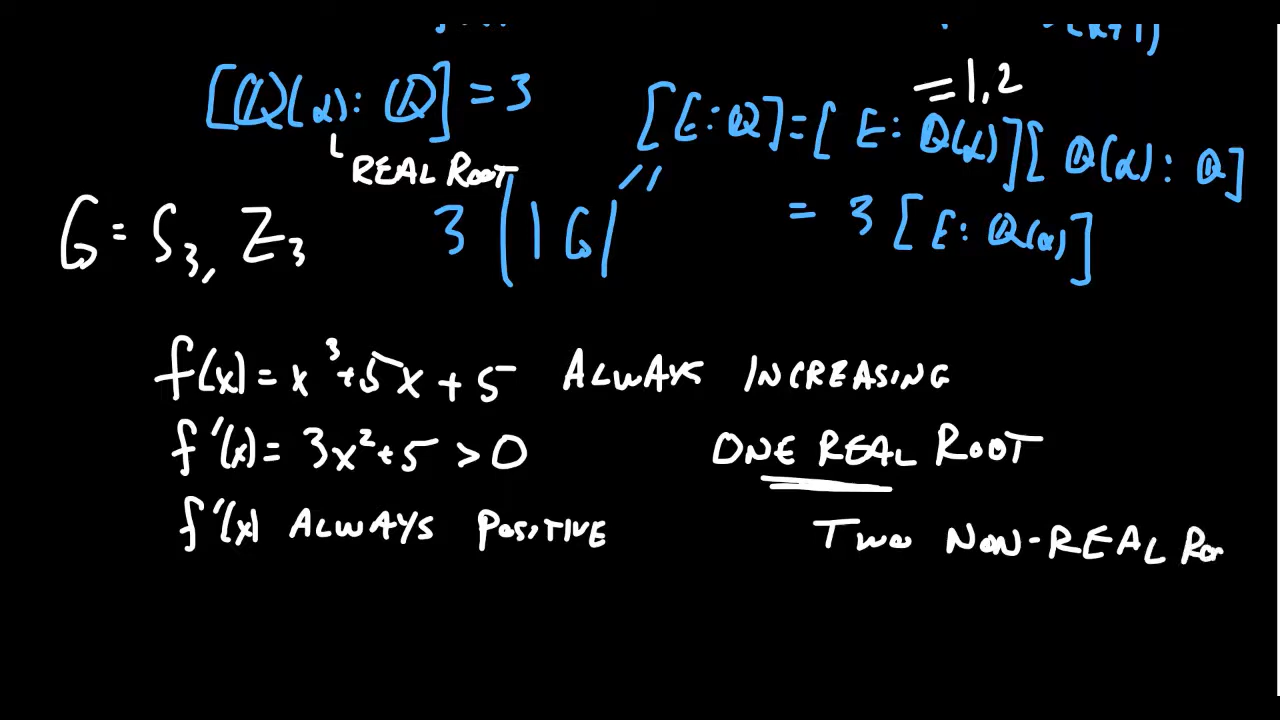 [Q(α): Q] = 3
REAL ROOT
= 1, 2
[E: Q] = [E: Q(α)][Q(α): Q]
= 3 [E: Q(α)]
G = S₃, Z₃
3 | |G|
f(x) = x³+5x+5 ALWAYS INCREASING
f'(x) = 3x²+5 > 0 ONE REAL ROOT
f'(x) ALWAYS POSITIVE TWO NON-REAL Roo